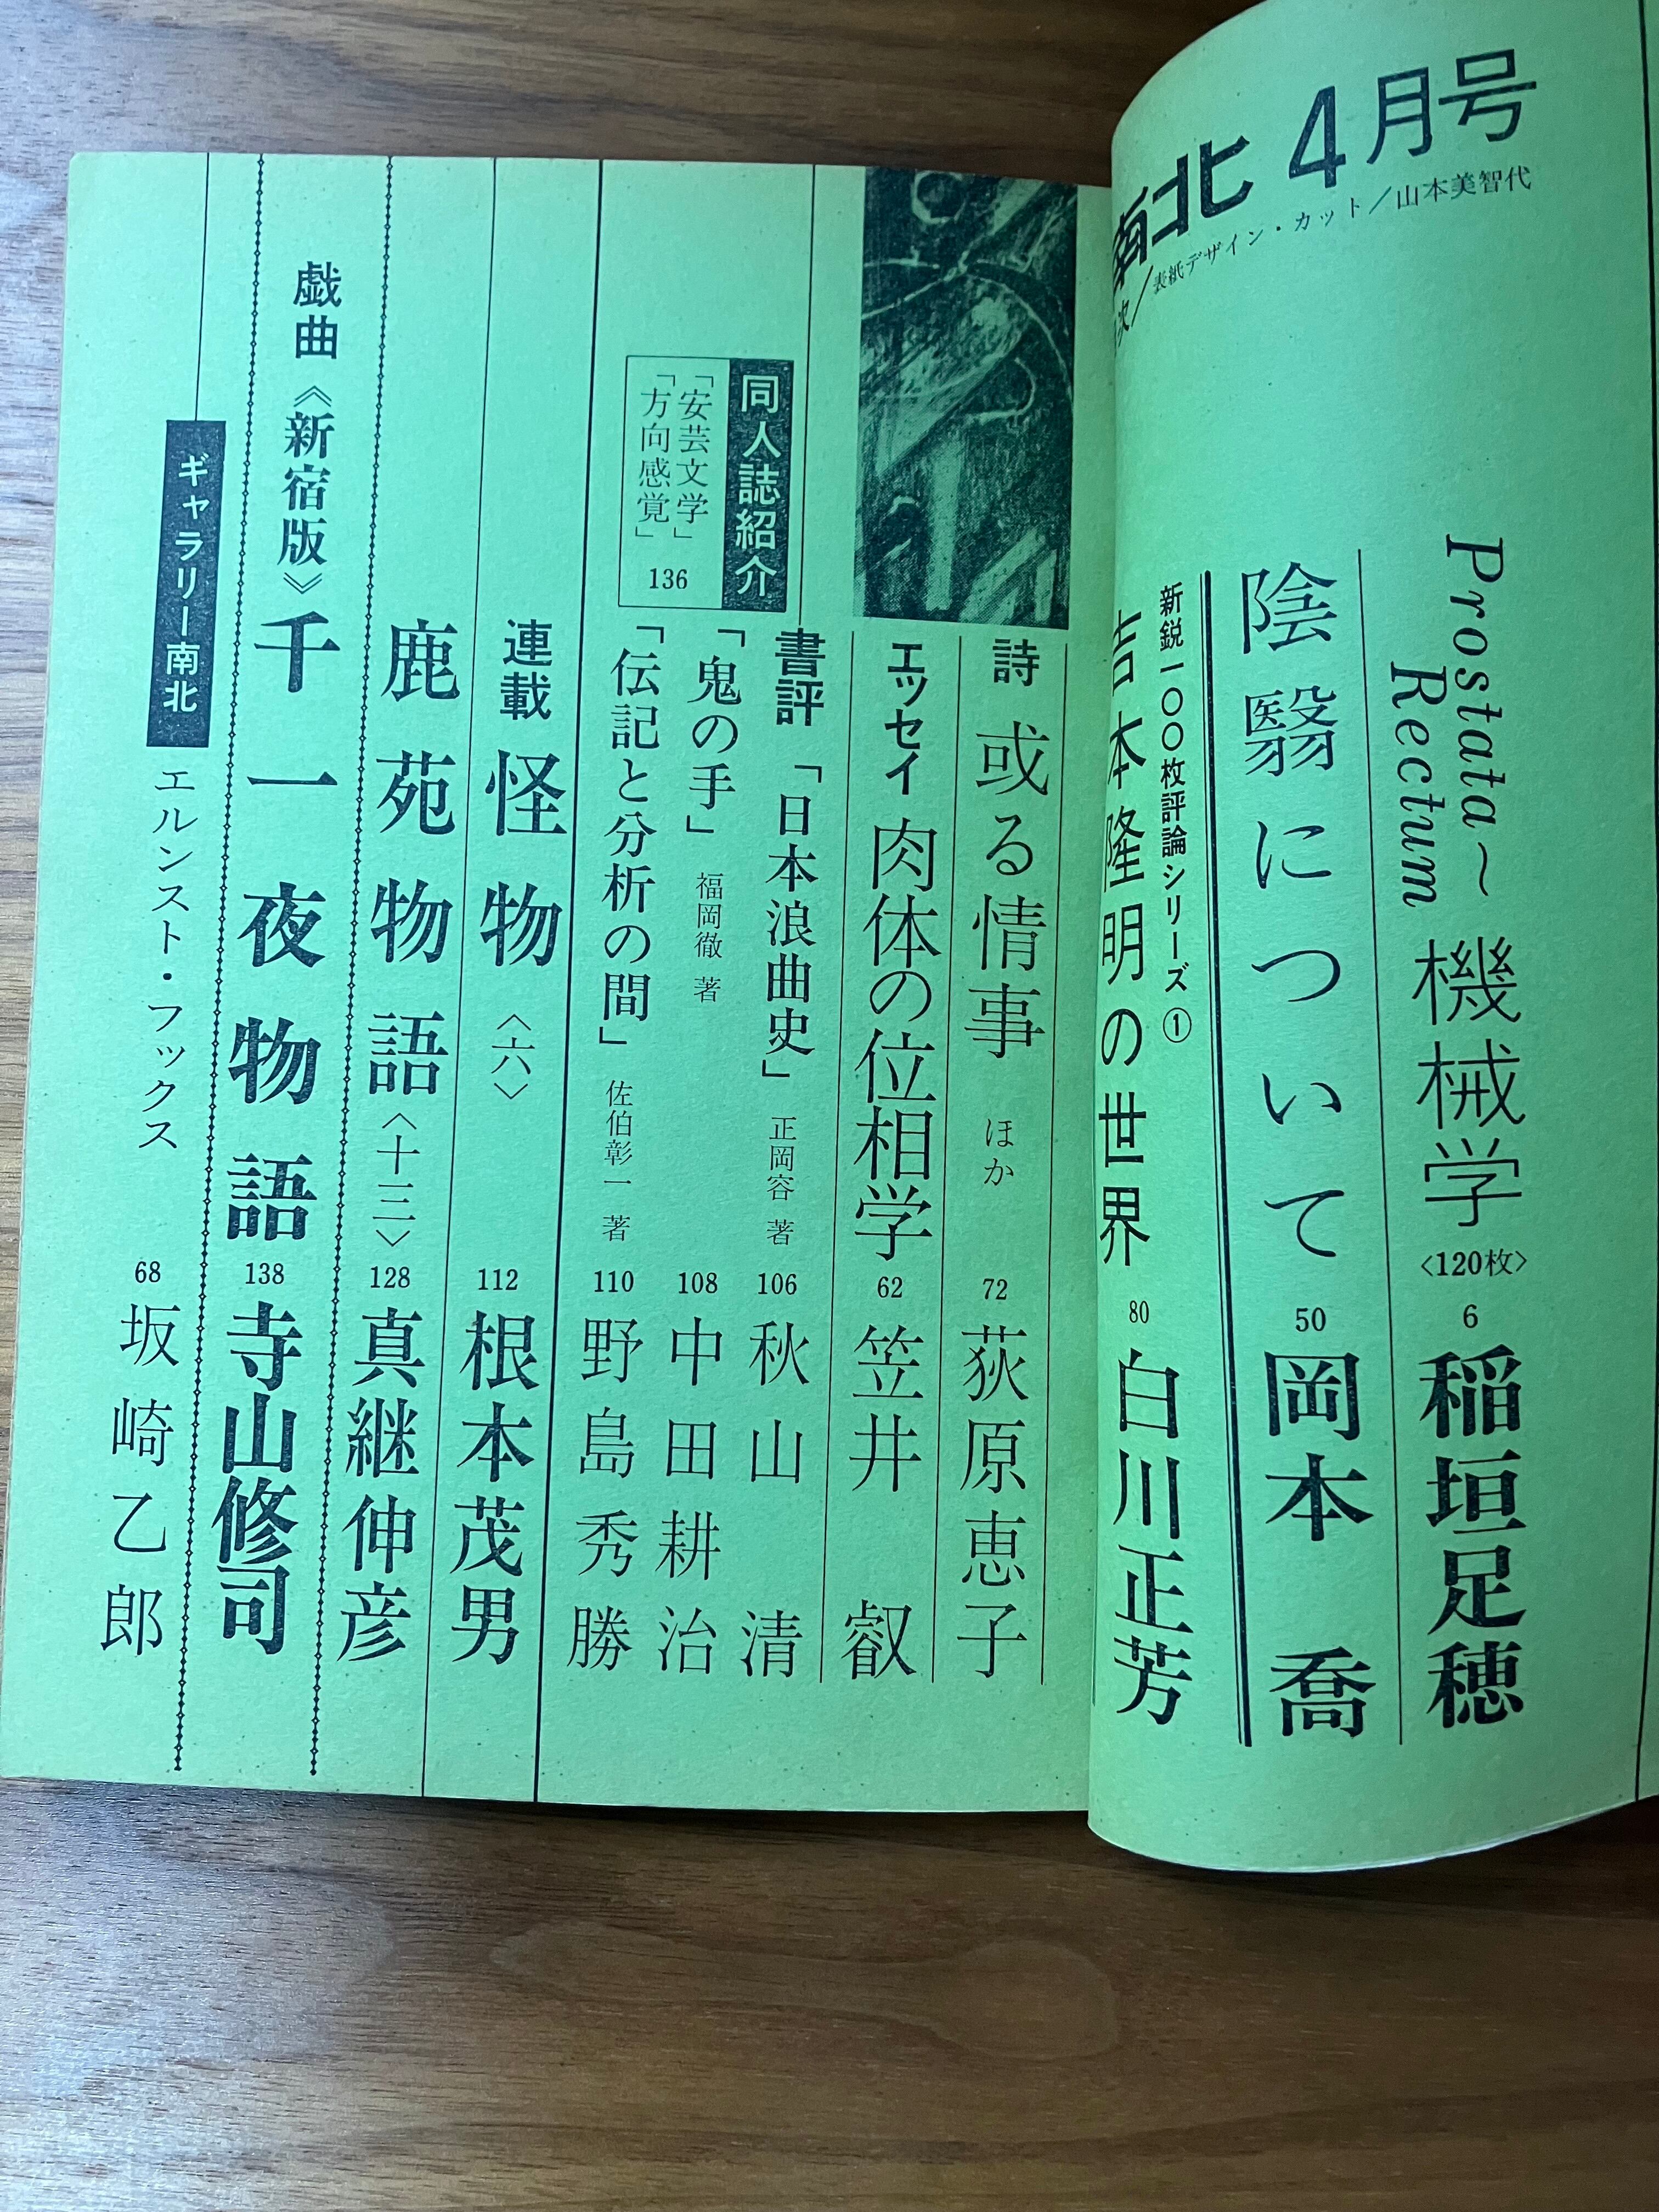 南北 4月号
次／表紙デザイン・カット／山本美智代
Prostata～
Rectum 機械学 〈120枚〉 6 稲垣足穂
陰翳について 50 岡本 喬
新鋭一〇〇枚評論シリーズ①
吉本隆明の世界 80 白川正芳
詩 或る情事 ほか 72 荻原恵子
エッセイ 肉体の位相学 62 笠井 叡
書評 「日本浪曲史」 正岡容 著 106 秋山 清
「鬼の手」 福岡徹 著 108 中田耕治
「伝記と分析の間」 佐伯彰一 著 110 野島秀勝
同人誌紹介
「安芸文学」
「方向感覚」 136
連載 怪物 〈六〉 112 根本茂男
鹿苑物語 〈十三〉 128 真継伸彦
戯曲 《新宿版》 千一夜物語 138 寺山修司
ギャラリー南北 エルンスト・フックス 68 坂崎乙郎